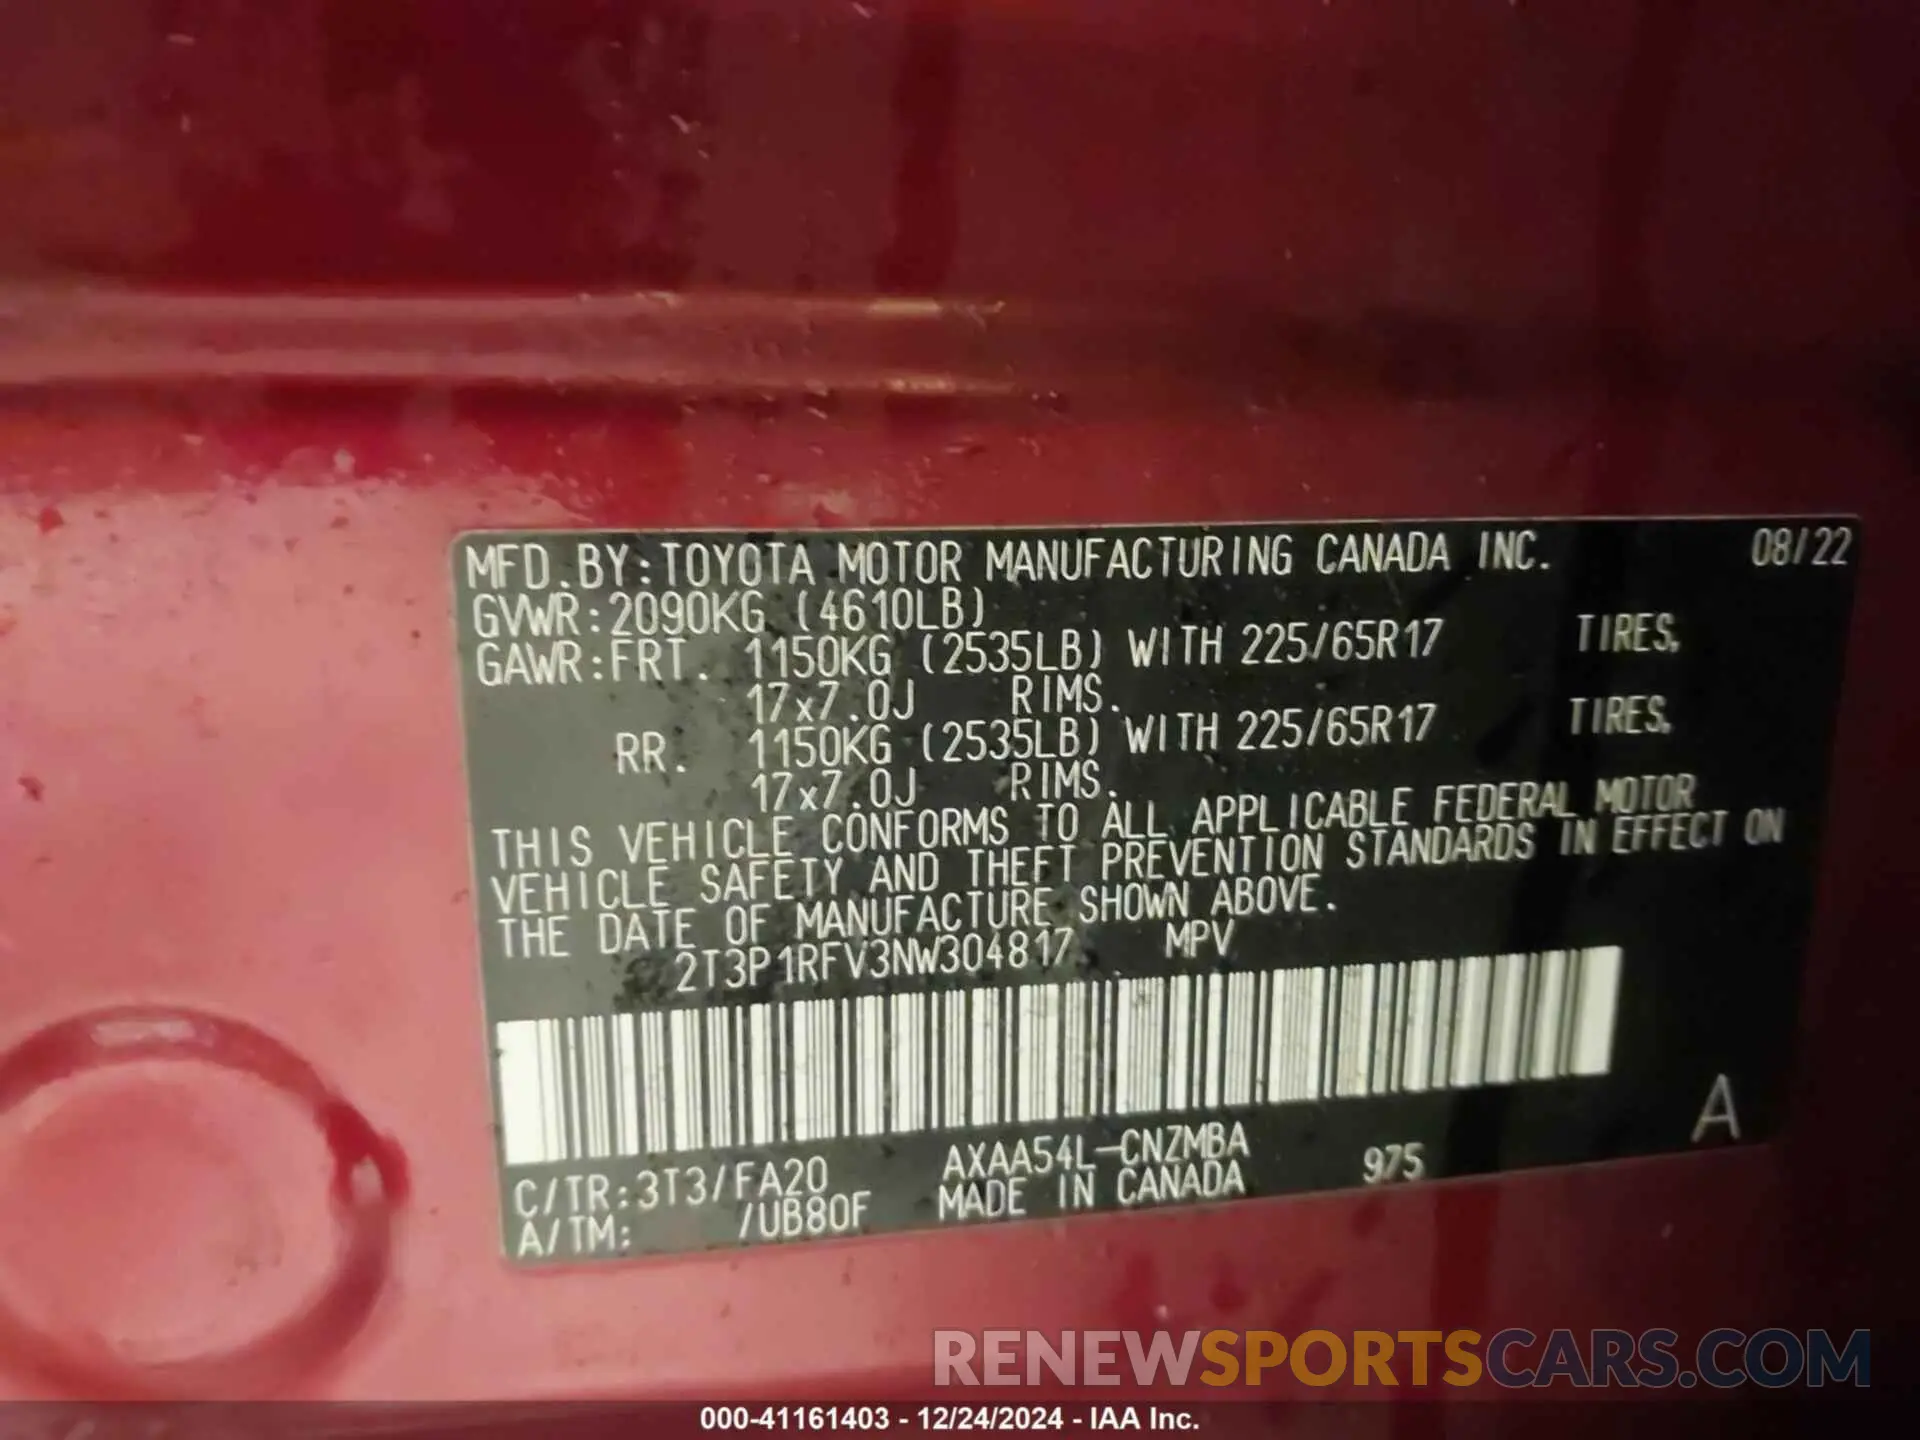 MFD.BY:TOYOTA MOTOR MANUFACTURING CANADA INC. 08/22
GVWR:2090KG (4610LB)
GAWR:FRT. 1150KG (2535LB) WITH 225/65R17 TIRES,
17x7.0J RIMS.
RR. 1150KG (2535LB) WITH 225/65R17 TIRES,
17x7.0J RIMS.
THIS VEHICLE CONFORMS TO ALL APPLICABLE FEDERAL MOTOR
VEHICLE SAFETY AND THEFT PREVENTION STANDARDS IN EFFECT ON
THE DATE OF MANUFACTURE SHOWN ABOVE.
2T3P1RFV3NW304817 MPV
A
C/TR:3T3/FA20 AXAA54L-CNZMBA 975
A/TM: /UB80F MADE IN CANADA
RENEWSPORTSCARS.COM
000-41161403 - 12/24/2024 - IAA Inc.